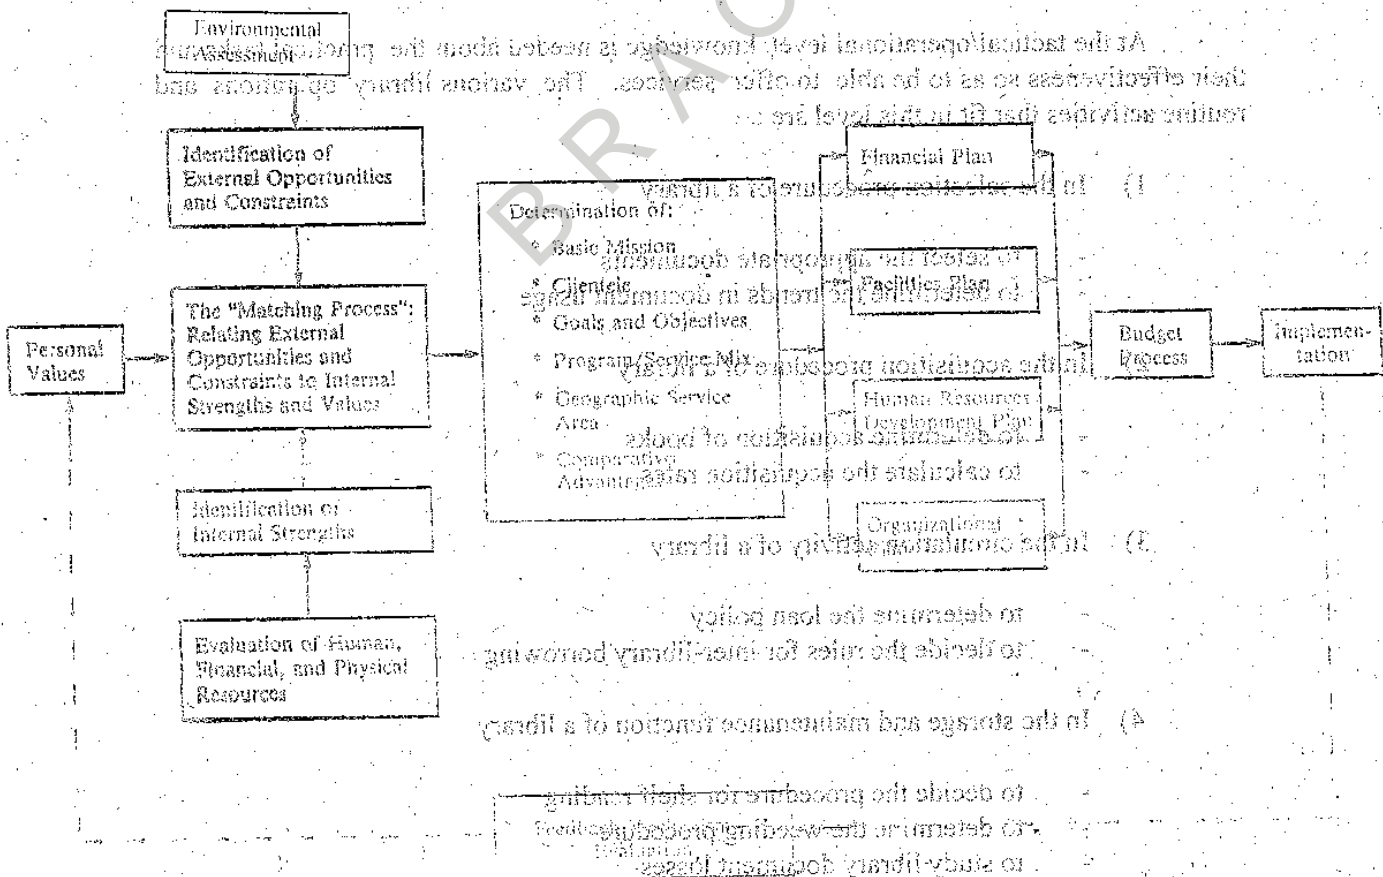 Environmental
Assessment
Identification of
External Opportunities
and Constraints
The "Matching Process":
Relating External
Opportunities and
Constraints to Internal
Strengths and Values
Personal
Values
Identification of
Internal Strengths
Evaluation of Human,
Financial, and Physical
Resources
Determination of:
* Basic Mission
* Clientele
* Goals and Objectives
* Program/Service Mix
* Geographic Service
Area
* Comparative
Advantage
Financial Plan
Facilities Plan
Human Resources
Development Plan
Organizational
Budget
Process
Implemen-
tation
Evaluation
B R A O
At the tactical/operational level, knowledge is needed about the practical
their effectiveness so as to be able to offer services. The various library operations and
routine activities that fit in this level are :-
1) In the selection procedure of a library
- to select the appropriate documents
- to determine the trends in document usage
2) In the acquisition procedure of a library
- to determine acquisition of books
- to calculate the acquisition rates
3) In the circulation activity of a library
- to determine the loan policy
- to decide the rules for inter-library borrowing
4) In the storage and maintenance function of a library
- to decide the procedure for shelf reading
- to determine the weeding procedure
- to study library document losses